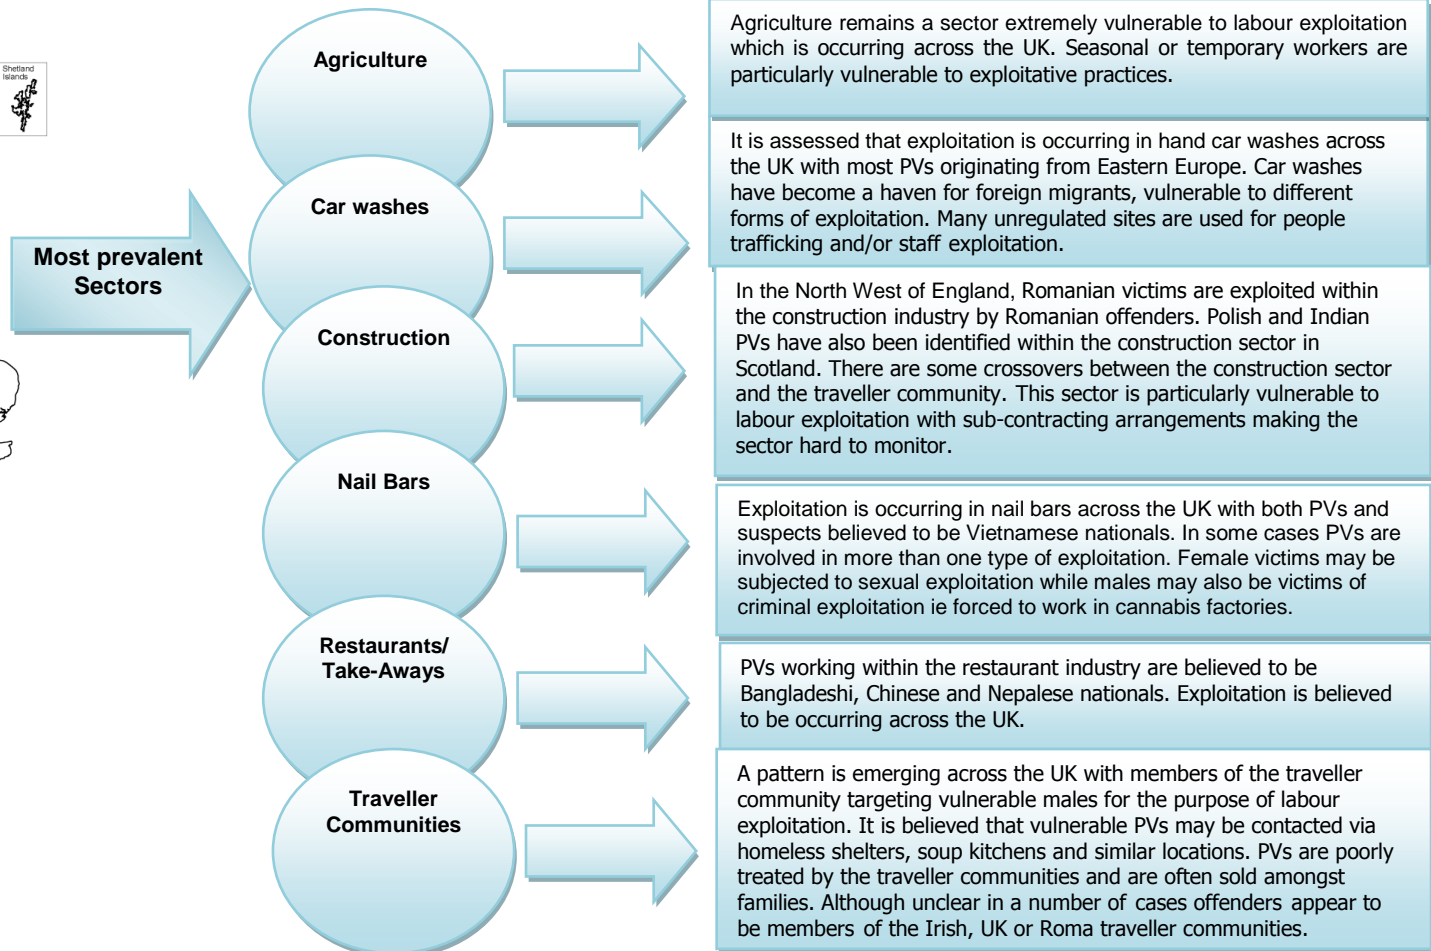 Shetland
Islands
Most prevalent
Sectors
Agriculture
Agriculture remains a sector extremely vulnerable to labour exploitation
which is occurring across the UK. Seasonal or temporary workers are
particularly vulnerable to exploitative practices.
Car washes
It is assessed that exploitation is occurring in hand car washes across
the UK with most PVs originating from Eastern Europe. Car washes
have become a haven for foreign migrants, vulnerable to different
forms of exploitation. Many unregulated sites are used for people
trafficking and/or staff exploitation.
Construction
In the North West of England, Romanian victims are exploited within
the construction industry by Romanian offenders. Polish and Indian
PVs have also been identified within the construction sector in
Scotland. There are some crossovers between the construction sector
and the traveller community. This sector is particularly vulnerable to
labour exploitation with sub-contracting arrangements making the
sector hard to monitor.
Nail Bars
Exploitation is occurring in nail bars across the UK with both PVs and
suspects believed to be Vietnamese nationals. In some cases PVs are
involved in more than one type of exploitation. Female victims may be
subjected to sexual exploitation while males may also be victims of
criminal exploitation ie forced to work in cannabis factories.
Restaurants/
Take-Aways
PVs working within the restaurant industry are believed to be
Bangladeshi, Chinese and Nepalese nationals. Exploitation is believed
to be occurring across the UK.
Traveller
Communities
A pattern is emerging across the UK with members of the traveller
community targeting vulnerable males for the purpose of labour
exploitation. It is believed that vulnerable PVs may be contacted via
homeless shelters, soup kitchens and similar locations. PVs are poorly
treated by the traveller communities and are often sold amongst
families. Although unclear in a number of cases offenders appear to
be members of the Irish, UK or Roma traveller communities.